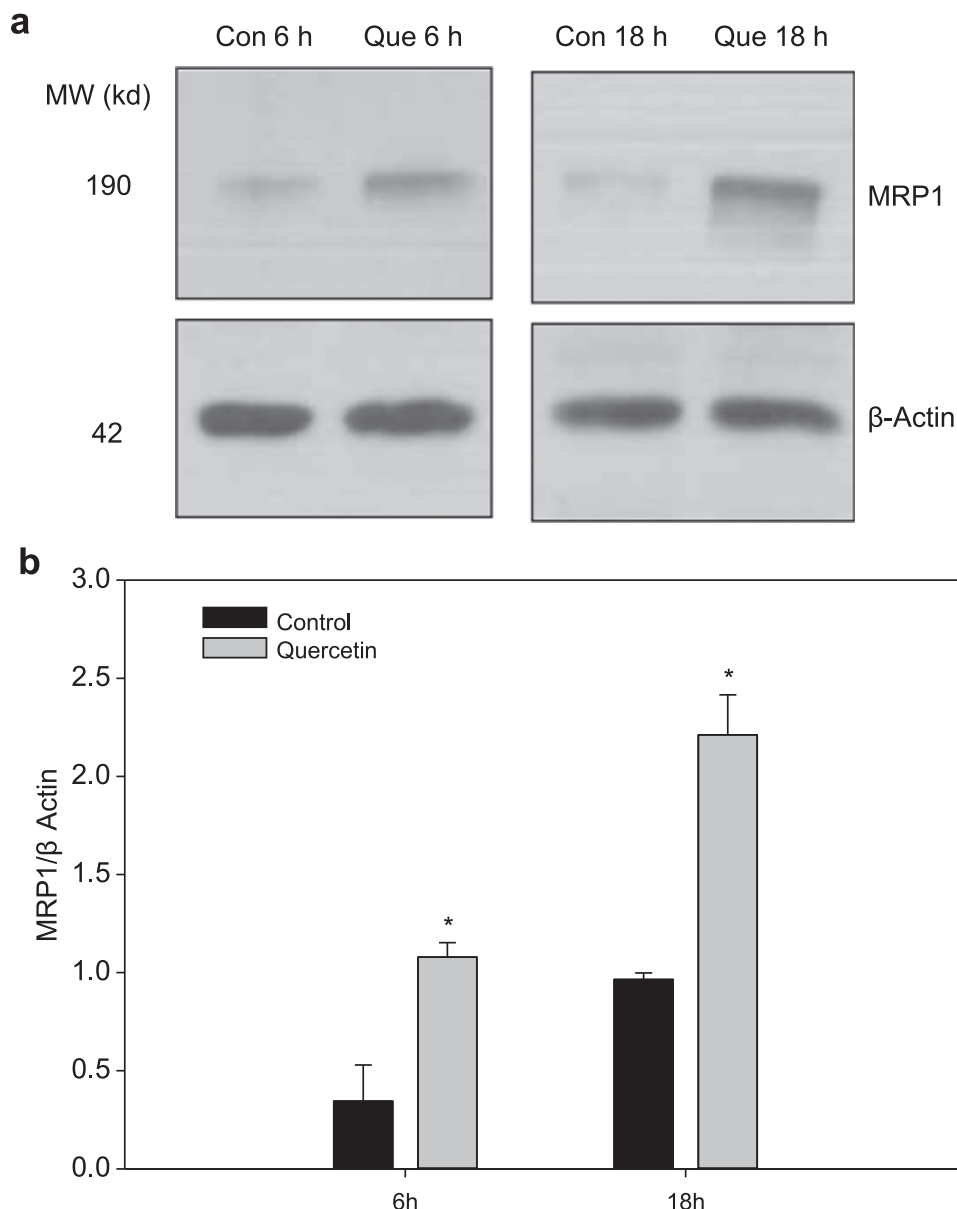 a
Con 6 h Que 6 h Con 18 h Que 18 h
MW (kd)
190
MRP1
42
β-Actin
b
3.0
2.5
2.0
1.5
1.0
0.5
0.0
MRP1/β Actin
Control
Quercetin
*
*
6h 18h